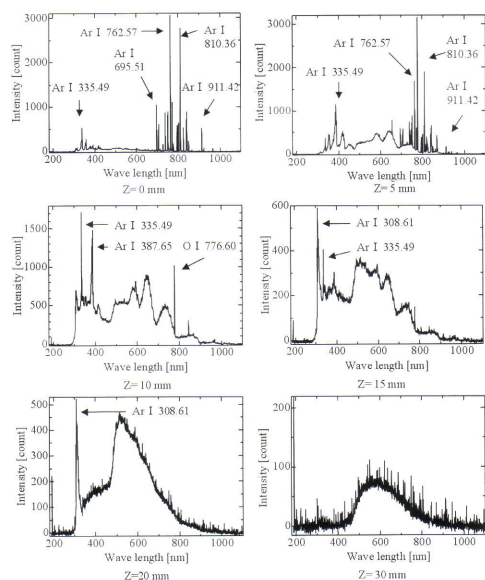 Intensity [count]
3000
2000
1000
0
Ar I 762.57
Ar I
810.36
Ar I
695.51
Ar I 335.49
Ar I 911.42
200 400 600 800 1000
Wave length [nm]
Z= 0 mm
Intensity [count]
3000
2000
1000
0
Ar I
762.57
Ar I
810.36
Ar I 335.49
Ar I
911.42
200 400 600 800 1000
Wave length [nm]
Z= 5 mm
Intensity [count]
1500
1000
500
0
Ar I 335.49
Ar I 387.65 O I 776.60
200 400 600 800 1000
Wave length [nm]
Z= 10 mm
Intensity [count]
600
400
200
0
Ar I 308.61
Ar I 335.49
200 400 600 800 1000
Wave length [nm]
Z= 15 mm
Intensity [count]
500
400
300
200
100
0
Ar I 308.61
200 400 600 800 1000
Wave length [nm]
Z=20 mm
Intensity [count]
200
100
0
200 400 600 800 1000
Wave length [nm]
Z= 30 mm